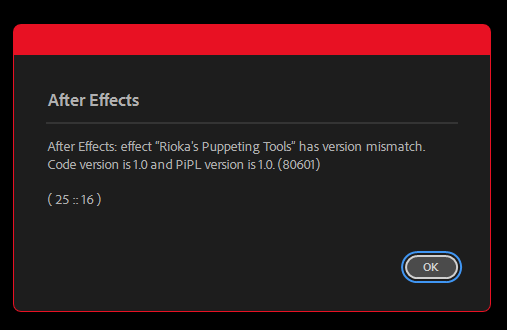 After Effects
After Effects: effect "Rioka's Puppeting Tools" has version mismatch.
Code version is 1.0 and PiPL version is 1.0. (80601)
( 25 :: 16 )
OK